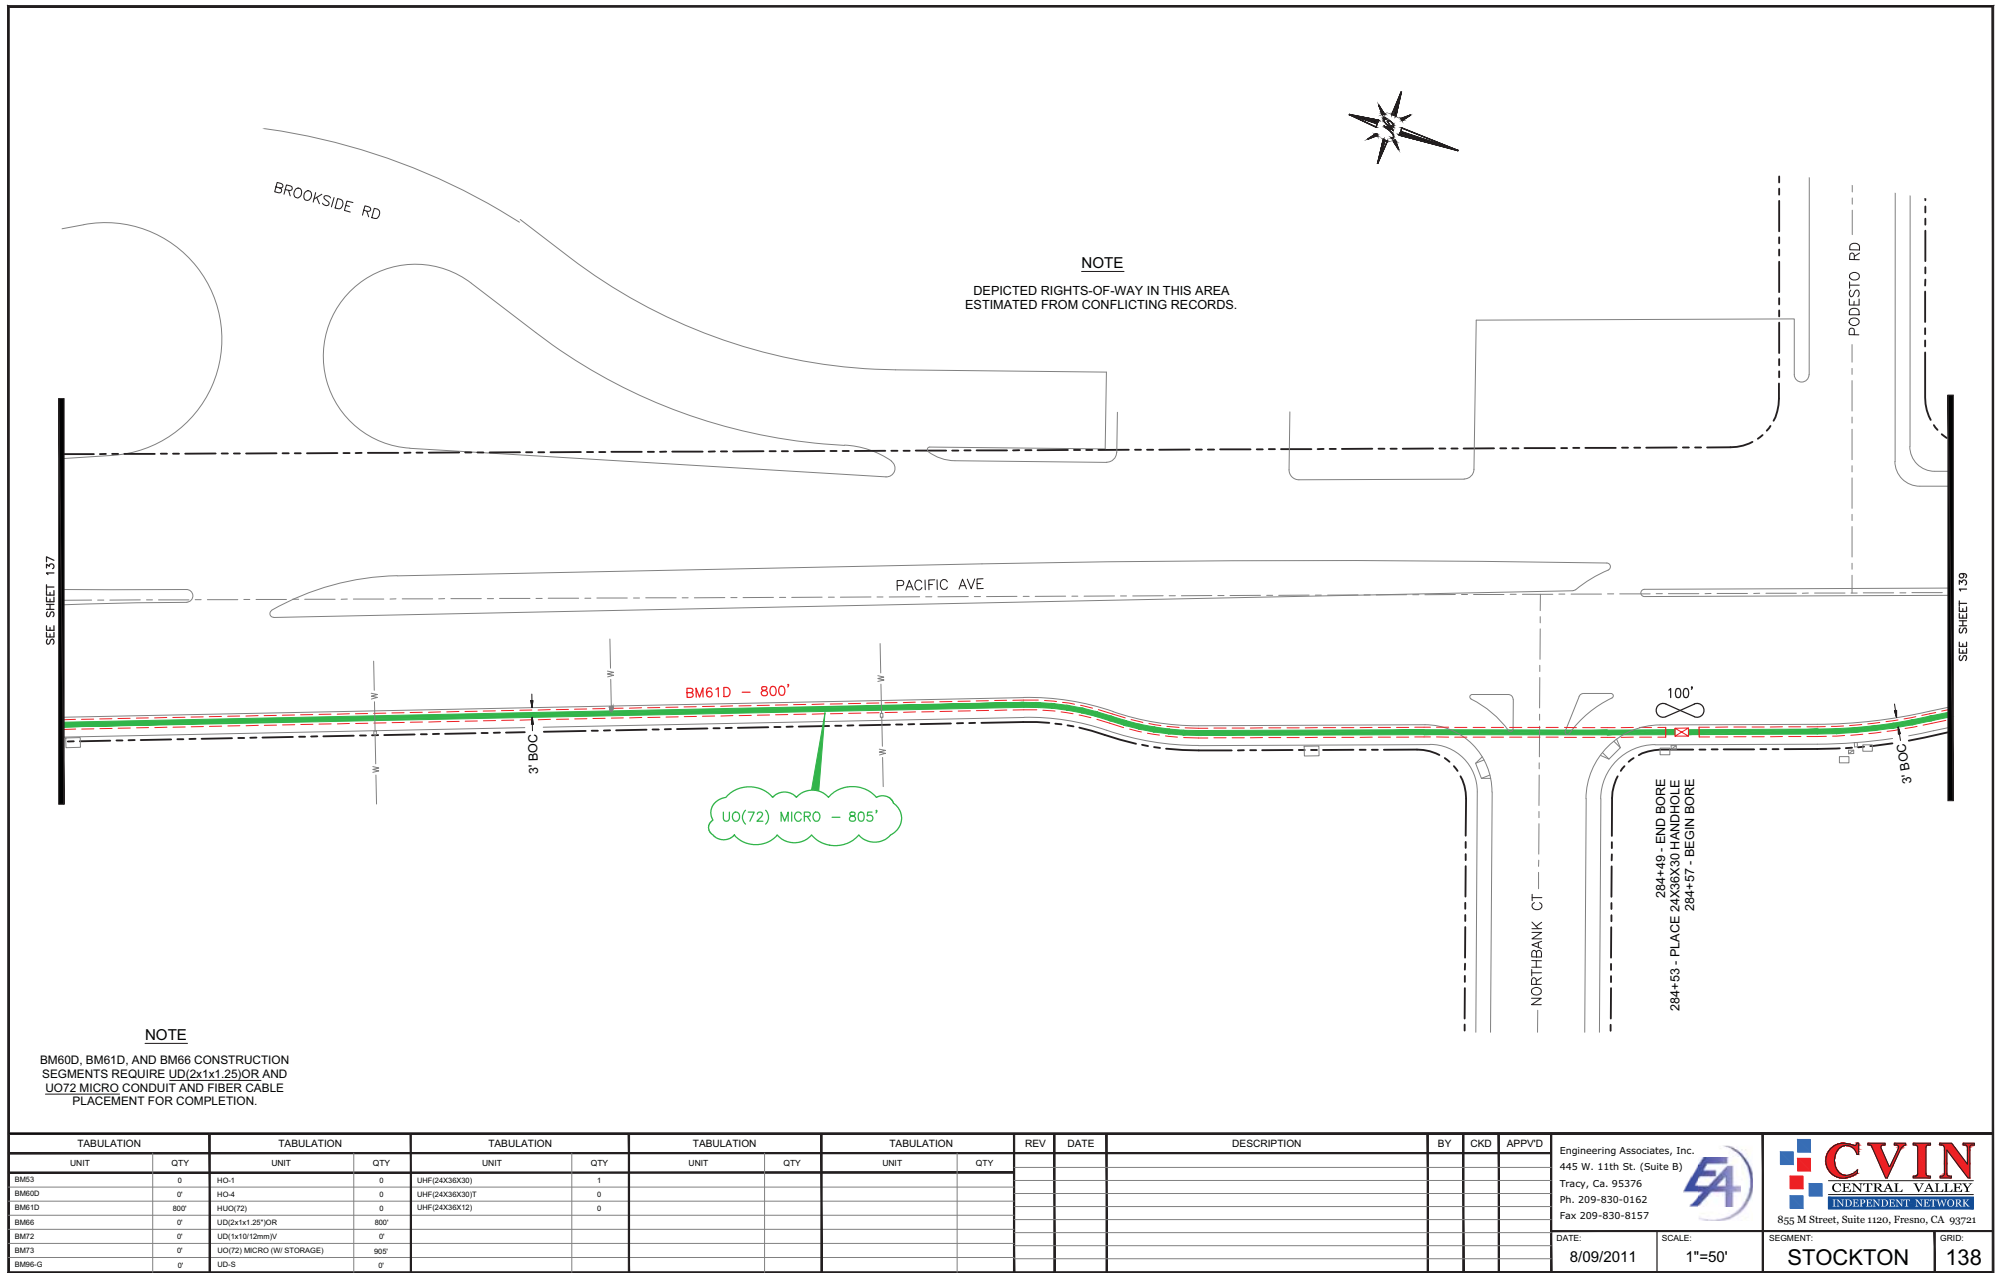 BROOKSIDE RD
NOTE
DEPICTED RIGHTS-OF-WAY IN THIS AREA
ESTIMATED FROM CONFLICTING RECORDS.
PODESTO RD
SEE SHEET 137
PACIFIC AVE
SEE SHEET 139
W
W
W
W
W
BM61D - 800'
3' BOC
100'
3' BOC
UO(72) MICRO - 805'
284+49 - END BORE
284+53 - PLACE 24X36X30 HANDHOLE
284+57 - BEGIN BORE
NORTHBANK CT
NOTE
BM60D, BM61D, AND BM66 CONSTRUCTION
SEGMENTS REQUIRE UD(2x1x1.25)OR AND
UO72 MICRO CONDUIT AND FIBER CABLE
PLACEMENT FOR COMPLETION.
TABULATION TABULATION TABULATION TABULATION TABULATION REV DATE DESCRIPTION BY CKD APPV'D
UNIT QTY UNIT QTY UNIT QTY UNIT QTY UNIT QTY
BM53 0 HO-1 0 UHF(24X36X30) 1
BM60D 0' HO-4 0 UHF(24X36X30)T 0
BM61D 800' HUO(72) 0 UHF(24X36X12) 0
BM66 0' UD(2x1x1.25")OR 800'
BM72 0' UD(1x10/12mm)V 0'
BM73 0' UO(72) MICRO (W/ STORAGE) 905'
BM96-G 0' UD-S 0'
Engineering Associates, Inc.
445 W. 11th St. (Suite B)
Tracy, Ca. 95376
Ph. 209-830-0162
Fax 209-830-8157
EA
CVIN
CENTRAL VALLEY
INDEPENDENT NETWORK
855 M Street, Suite 1120, Fresno, CA 93721
DATE: SCALE: SEGMENT: GRID:
8/09/2011 1"=50' STOCKTON 138